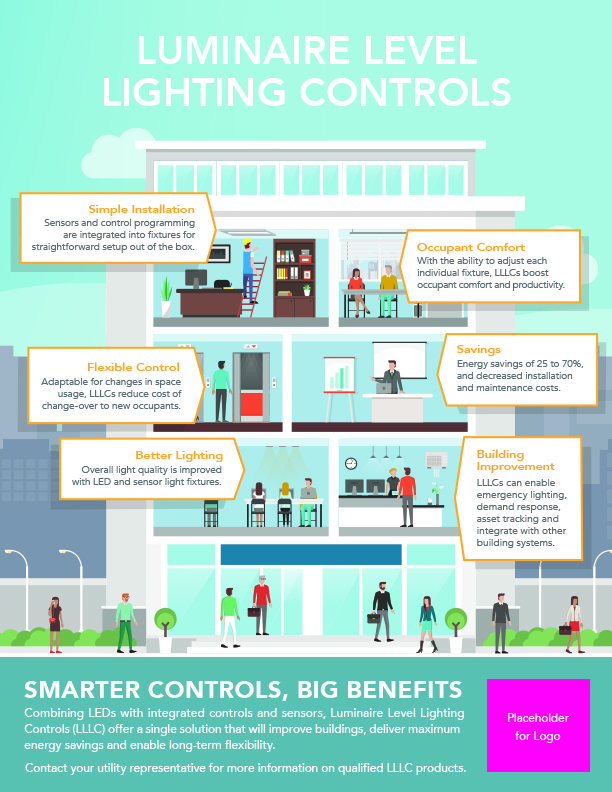 LUMINAIRE LEVEL
LIGHTING CONTROLS
Simple Installation
Sensors and control programming
are integrated into fixtures for
straightforward setup out of the box.
Occupant Comfort
With the ability to adjust each
individual fixture, LLLCs boost
occupant comfort and productivity.
Flexible Control
Adaptable for changes in space
usage, LLLCs reduce cost of
change-over to new occupants.
Savings
Energy savings of 25 to 70%,
and decreased installation
and maintenance costs.
Better Lighting
Overall light quality is improved
with LED and sensor light fixtures.
Building
Improvement
LLLCs can enable
emergency lighting,
demand response,
asset tracking and
integrate with other
building systems.
SMARTER CONTROLS, BIG BENEFITS
Combining LEDs with integrated controls and sensors, Luminaire Level Lighting
Controls (LLLC) offer a single solution that will improve buildings, deliver maximum
energy savings and enable long-term flexibility.
Contact your utility representative for more information on qualified LLLC products.
Placeholder
for Logo